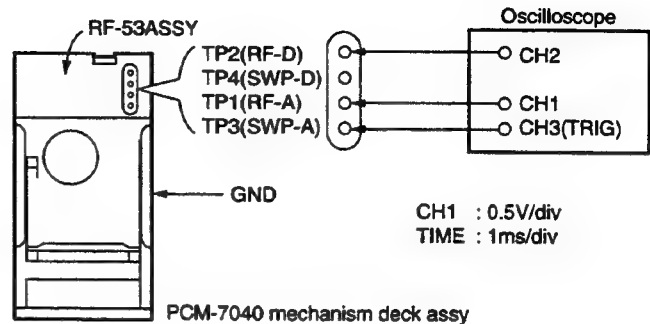 RF-53ASSY
TP2(RF-D)
TP4(SWP-D)
TP1(RF-A)
TP3(SWP-A)
Oscilloscope
CH2
CH1
CH3(TRIG)
GND
CH1 : 0.5V/div
TIME : 1ms/div
PCM-7040 mechanism deck assy